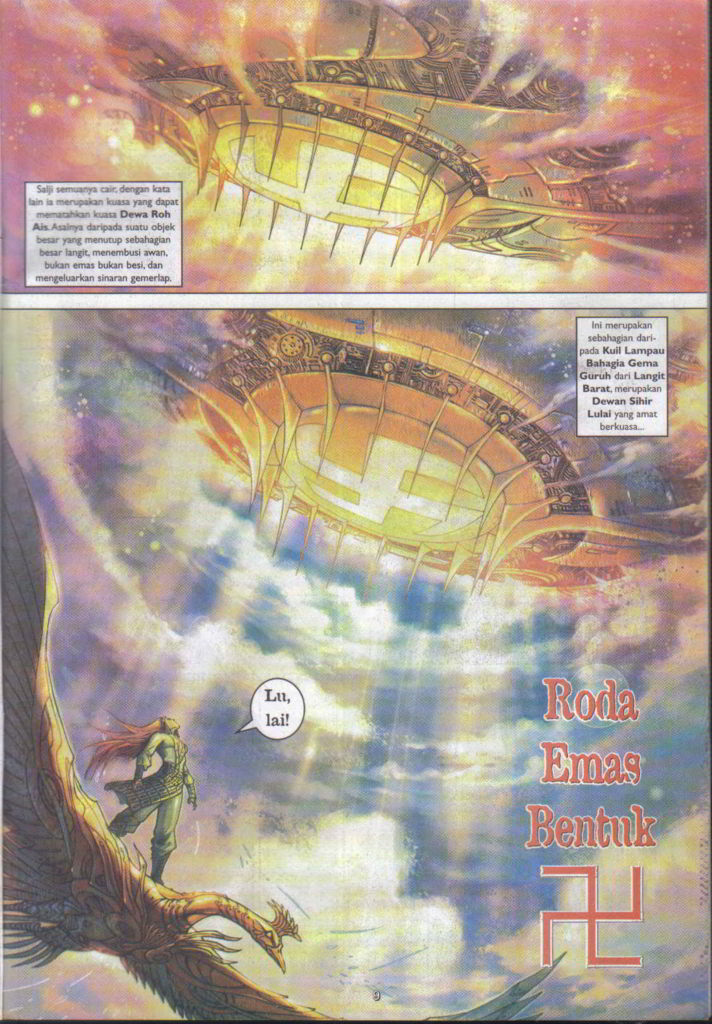 Salji semuanya cair, dengan kata
lain ia merupakan kuasa yang dapat
mematahkan kuasa Dewa Roh
Ais. Asalnya daripada suatu objek
besar yang menutup sebahagian
besar langit, menembusi awan,
bukan emas bukan besi, dan
mengeluarkan sinaran gemerlap.
Ini merupakan
sebahagian dari-
pada Kuil Lampau
Bahagia Gema
Guruh dari Langit
Barat, merupakan
Dewan Sihir
Lulai yang amat
berkuasa...
Lu,
lai!
Roda
Emas
Bentuk
卐
9